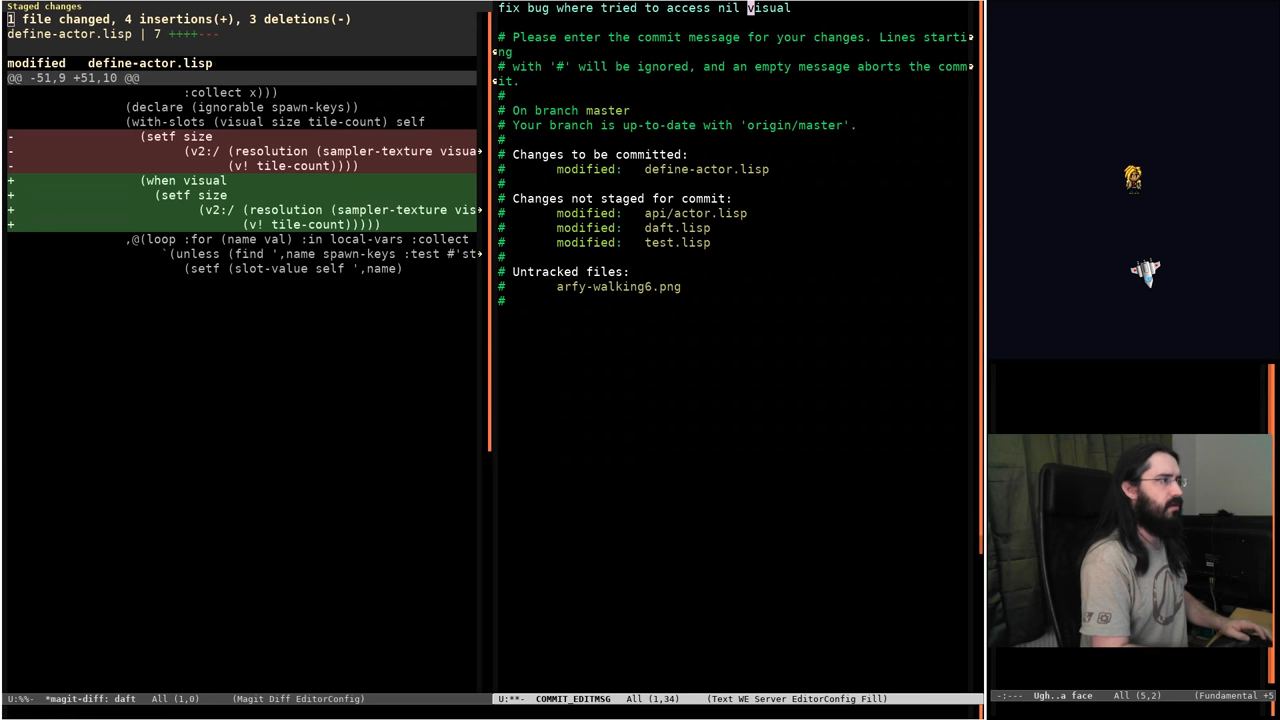 Staged changes
1 file changed, 4 insertions(+), 3 deletions(-)
define-actor.lisp | 7 ++++---
modified   define-actor.lisp
@@ -51,9 +51,10 @@
:collect x)))
(declare (ignorable spawn-keys))
(with-slots (visual size tile-count) self
-                 (setf size
-                       (v2:/ (resolution (sampler-texture visua
-                             (v! tile-count))))
+                 (when visual
+                   (setf size
+                         (v2:/ (resolution (sampler-texture vis
+                               (v! tile-count)))))
,@(loop :for (name val) :in local-vars :collect
`(unless (find ',name spawn-keys :test #'st
(setf (slot-value self ',name)
U:%%-  *magit-diff: daft   All (1,0)      (Magit Diff EditorConfig)
fix bug where tried to access nil visual
# Please enter the commit message for your changes. Lines starti
ng
# with '#' will be ignored, and an empty message aborts the comm
it.
#
# On branch master
# Your branch is up-to-date with 'origin/master'.
#
# Changes to be committed:
#       modified:   define-actor.lisp
#
# Changes not staged for commit:
#       modified:   api/actor.lisp
#       modified:   daft.lisp
#       modified:   test.lisp
#
# Untracked files:
#       arfy-walking6.png
#
U:**-  COMMIT_EDITMSG   All (1,34)     (Text WE Server EditorConfig Fill)
-:---  Ugh..a face    All (5,2)      (Fundamental +5